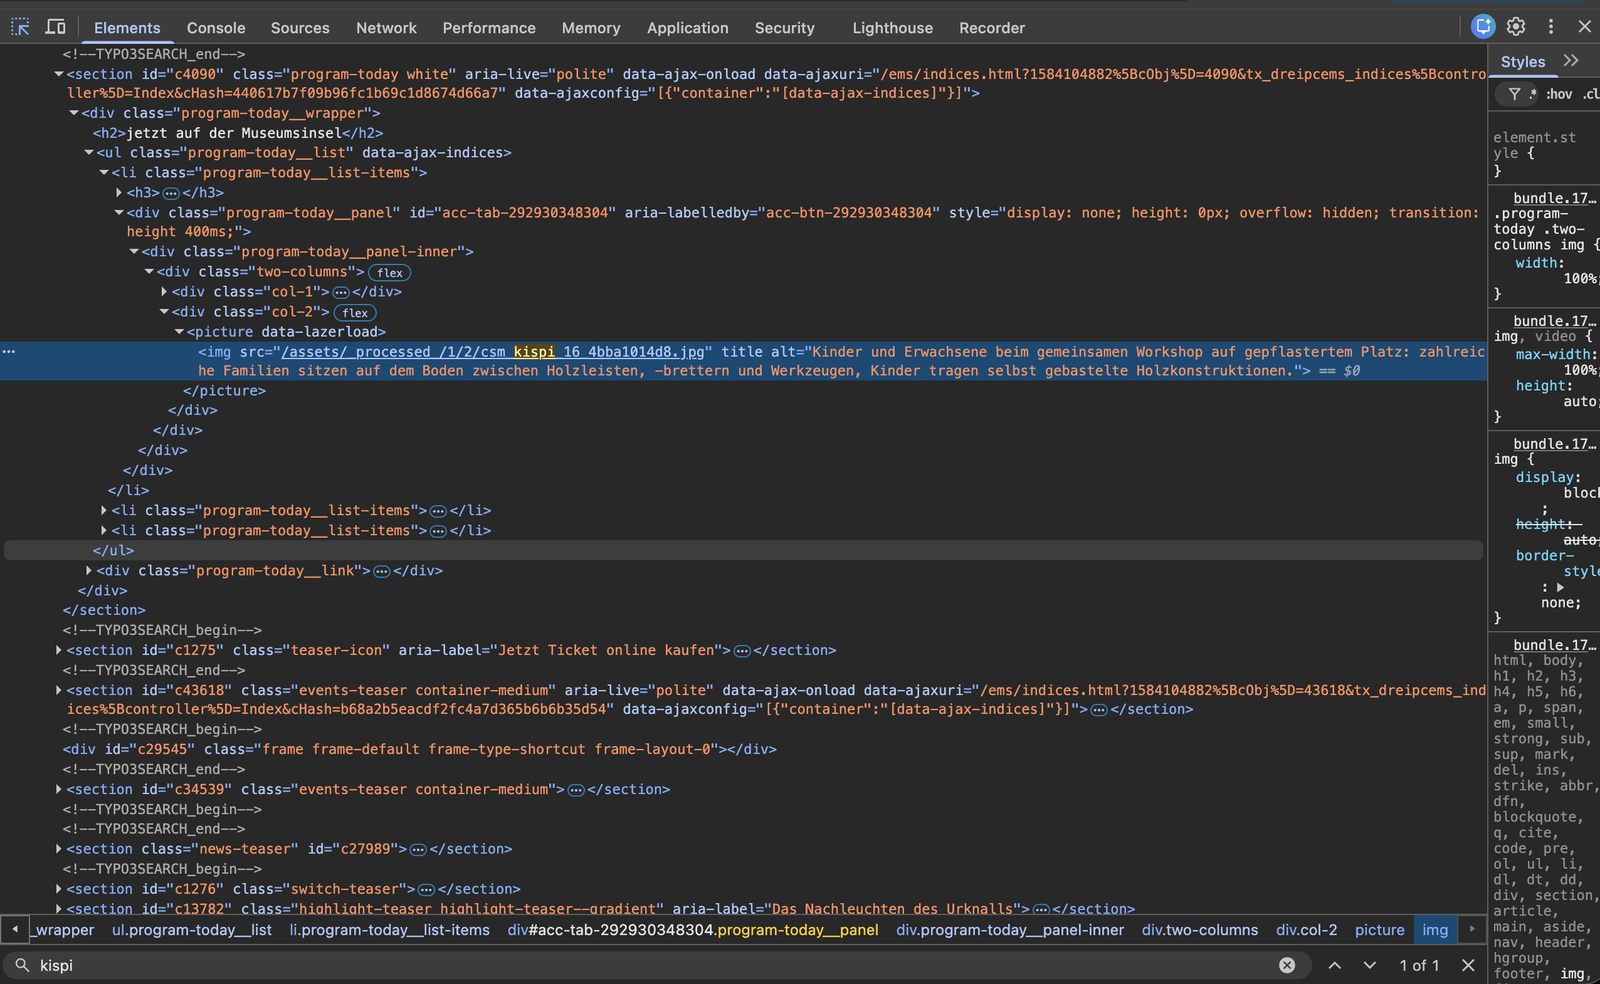 Elements Console Sources Network Performance Memory Application Security Lighthouse Recorder
<!--TYPO3SEARCH_end-->
<section id="c4090" class="program-today white" aria-live="polite" data-ajax-onload data-ajaxuri="/ems/indices.html?1584104882%5BcObj%5D=4090&tx_dreipcems_indices%5Bcontro
ller%5D=Index&cHash=440617b7f09b96fc1b69c1d8674d66a7" data-ajaxconfig="[{"container":"[data-ajax-indices]"}]">
<div class="program-today__wrapper">
<h2>jetzt auf der Museumsinsel</h2>
<ul class="program-today__list" data-ajax-indices>
<li class="program-today__list-items">
<h3>…</h3>
<div class="program-today__panel" id="acc-tab-292930348304" aria-labelledby="acc-btn-292930348304" style="display: none; height: 0px; overflow: hidden; transition:
height 400ms;">
<div class="program-today__panel-inner">
<div class="two-columns"> flex
<div class="col-1">…</div>
<div class="col-2"> flex
<picture data-lazerload>
… <img src="/assets/_processed_/1/2/csm_kispi_16_4bba1014d8.jpg" title alt="Kinder und Erwachsene beim gemeinsamen Workshop auf gepflastertem Platz: zahlreic
he Familien sitzen auf dem Boden zwischen Holzleisten, -brettern und Werkzeugen, Kinder tragen selbst gebastelte Holzkonstruktionen."> == $0
</picture>
</div>
</div>
</div>
</div>
</li>
<li class="program-today__list-items">…</li>
<li class="program-today__list-items">…</li>
</ul>
<div class="program-today__link">…</div>
</div>
</section>
<!--TYPO3SEARCH_begin-->
<section id="c1275" class="teaser-icon" aria-label="Jetzt Ticket online kaufen">…</section>
<!--TYPO3SEARCH_end-->
<section id="c43618" class="events-teaser container-medium" aria-live="polite" data-ajax-onload data-ajaxuri="/ems/indices.html?1584104882%5BcObj%5D=43618&tx_dreipcems_ind
ices%5Bcontroller%5D=Index&cHash=b68a2b5eacdf2fc4a7d365b6b6b35d54" data-ajaxconfig="[{"container":"[data-ajax-indices]"}]">…</section>
<!--TYPO3SEARCH_begin-->
<div id="c29545" class="frame frame-default frame-type-shortcut frame-layout-0"></div>
<!--TYPO3SEARCH_end-->
<section id="c34539" class="events-teaser container-medium">…</section>
<!--TYPO3SEARCH_begin-->
<!--TYPO3SEARCH_end-->
<section class="news-teaser" id="c27989">…</section>
<!--TYPO3SEARCH_begin-->
<section id="c1276" class="switch-teaser">…</section>
<section id="c13782" class="highlight-teaser highlight-teaser--gradient" aria-label="Das Nachleuchten des Urknalls">…</section>
_wrapper ul.program-today__list li.program-today__list-items div#acc-tab-292930348304.program-today__panel div.program-today__panel-inner div.two-columns div.col-2 picture img
kispi 1 of 1
Styles
:hov .cl
element.st
yle {
}
bundle.17…
.program-
today .two-
columns img {
width:
100%;
}
bundle.17…
img, video {
max-width:
100%;
height:
auto;
}
bundle.17…
img {
display:
block
;
height:
auto;
border-
style
:
none;
}
bundle.17…
html, body,
h1, h2, h3,
h4, h5, h6,
a, p, span,
em, small,
strong, sub,
sup, mark,
del, ins,
strike, abbr,
dfn,
blockquote,
q, cite,
code, pre,
ol, ul, li,
dl, dt, dd,
div, section,
article,
main, aside,
nav, header,
hgroup,
footer, img,